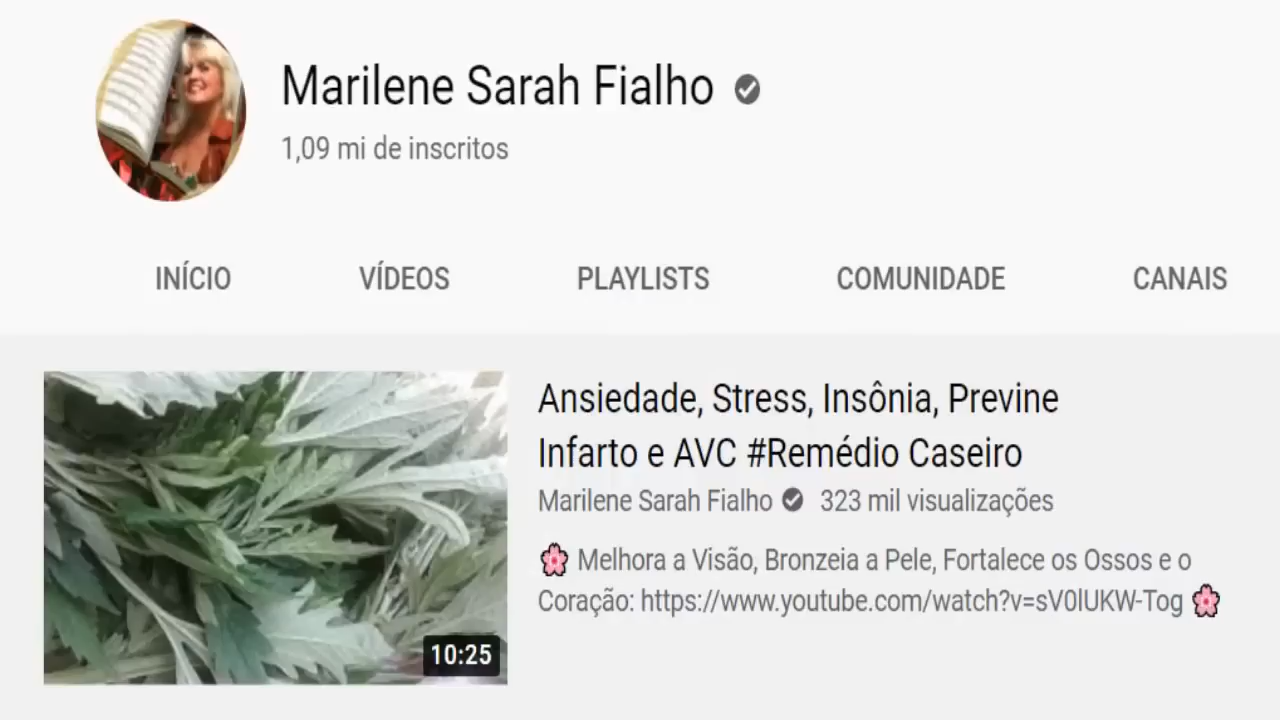 Marilene Sarah Fialho
1,09 mi de inscritos
INÍCIO VÍDEOS PLAYLISTS COMUNIDADE CANAIS
Ansiedade, Stress, Insônia, Previne
Infarto e AVC #Remédio Caseiro
Marilene Sarah Fialho 323 mil visualizações
🌸 Melhora a Visão, Bronzeia a Pele, Fortalece os Ossos e o
Coração: https://www.youtube.com/watch?v=sV0lUKW-Tog 🌸
10:25